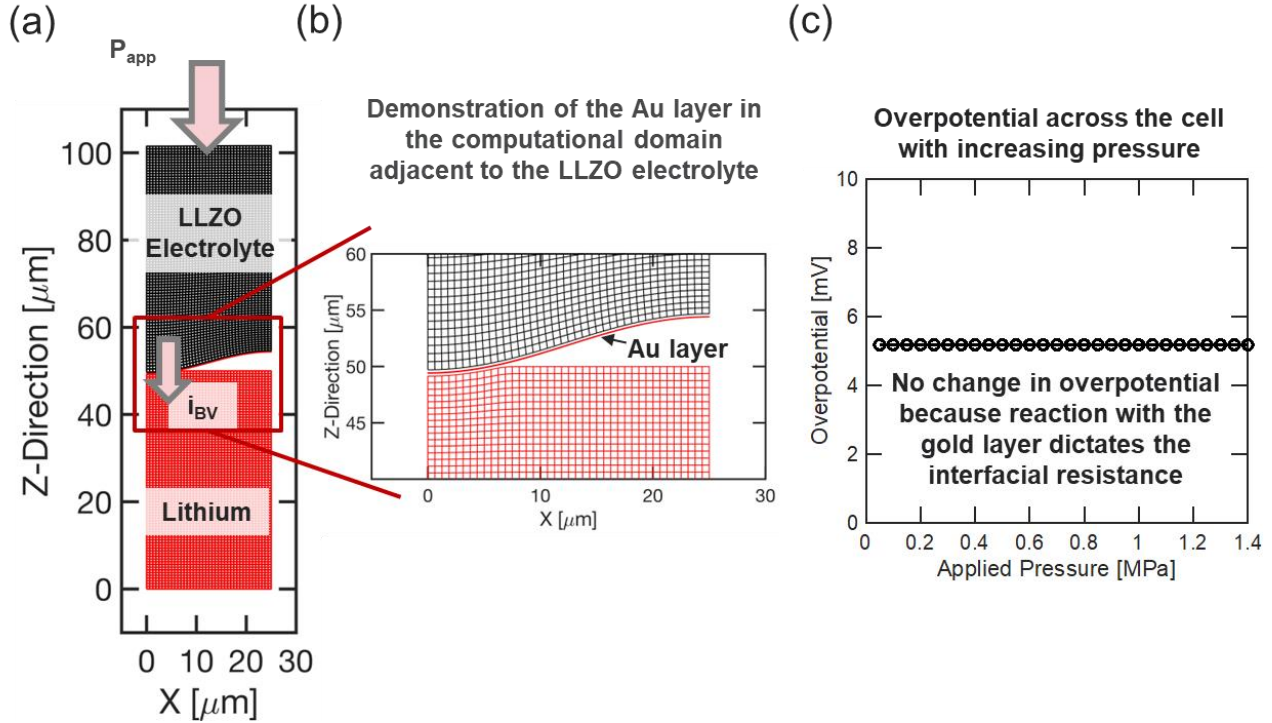 (a)
P_app
100
80
60
40
20
0
Z-Direction [μm]
LLZO
Electrolyte
i_BV
Lithium
0 10 20 30
X [μm]
(b)
Demonstration of the Au layer in
the computational domain
adjacent to the LLZO electrolyte
60
55
50
45
Z-Direction [μm]
Au layer
0 10 20 30
X [μm]
(c)
Overpotential across the cell
with increasing pressure
10
8
6
4
2
0
Overpotential [mV]
No change in overpotential
because reaction with the
gold layer dictates the
interfacial resistance
0 0.2 0.4 0.6 0.8 1 1.2 1.4
Applied Pressure [MPa]